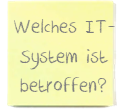 Welches IT-
System ist
betroffen?